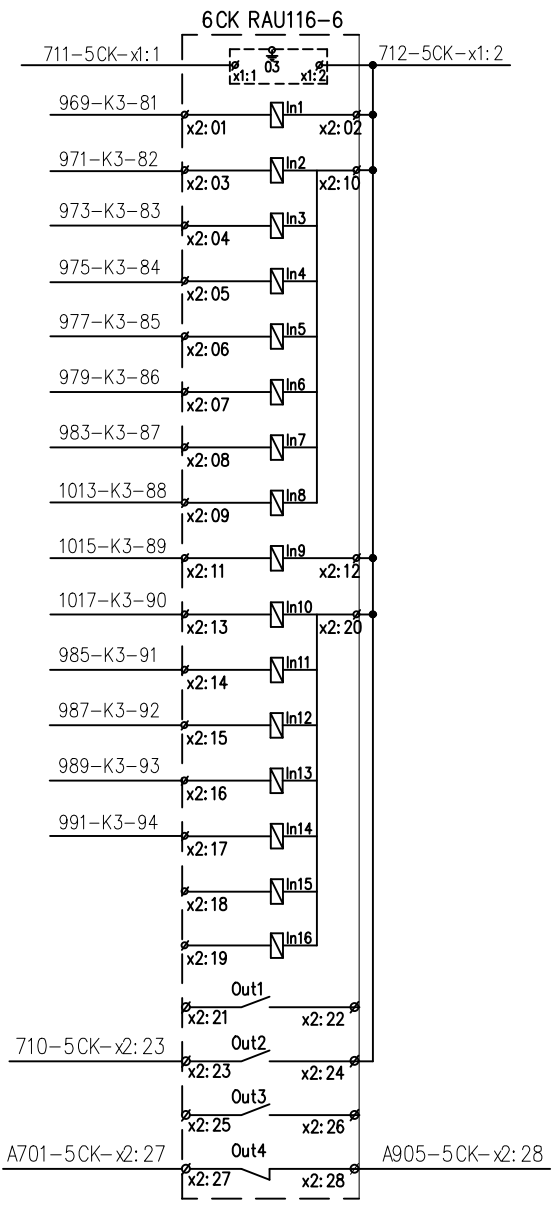 6CK RAU116-6
711-5CK-x1:1
712-5CK-x1:2
x1:1
03
x1:2
969-K3-81
In1
x2:01
x2:02
971-K3-82
In2
x2:03
x2:10
973-K3-83
In3
x2:04
975-K3-84
In4
x2:05
977-K3-85
In5
x2:06
979-K3-86
In6
x2:07
983-K3-87
In7
x2:08
1013-K3-88
In8
x2:09
1015-K3-89
In9
x2:11
x2:12
1017-K3-90
In10
x2:13
x2:20
985-K3-91
In11
x2:14
987-K3-92
In12
x2:15
989-K3-93
In13
x2:16
991-K3-94
In14
x2:17
In15
x2:18
In16
x2:19
Out1
x2:21
x2:22
710-5CK-x2:23
Out2
x2:23
x2:24
Out3
x2:25
x2:26
A701-5CK-x2:27
Out4
A905-5CK-x2:28
x2:27
x2:28